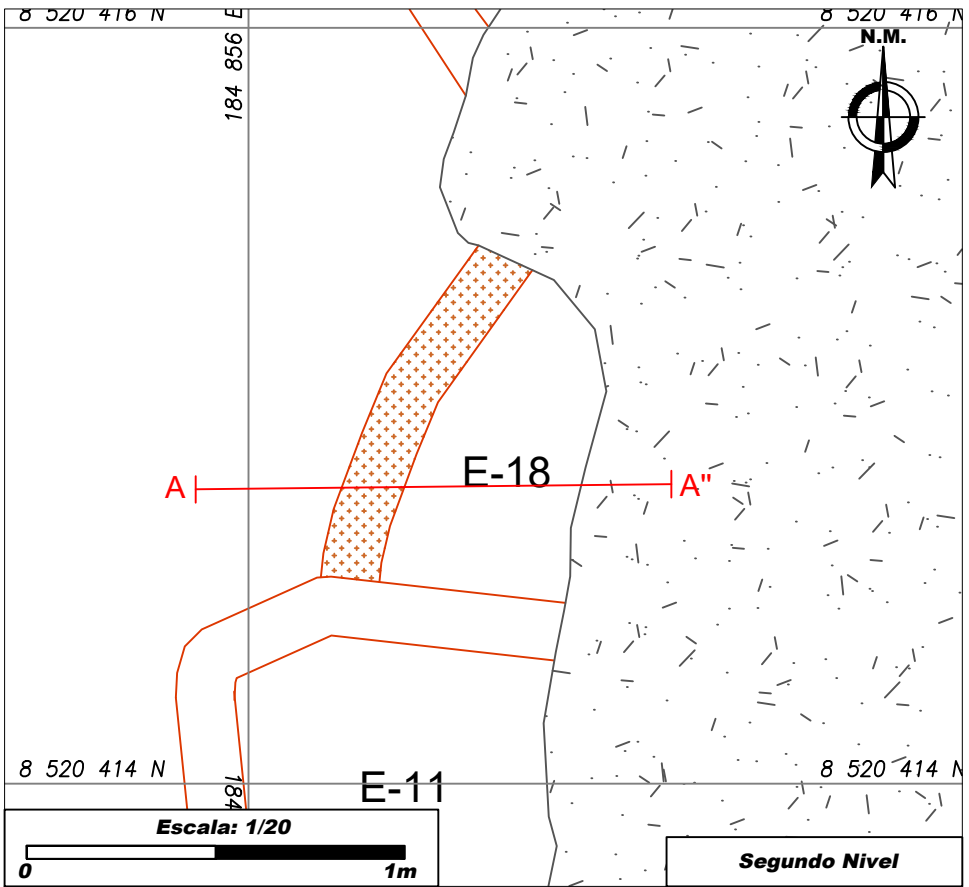 8 520 416 N
8 520 416 N
184 856 E
N.M.
E-18
A
A"
8 520 414 N
8 520 414 N
184
E-11
Escala: 1/20
0
1m
Segundo Nivel